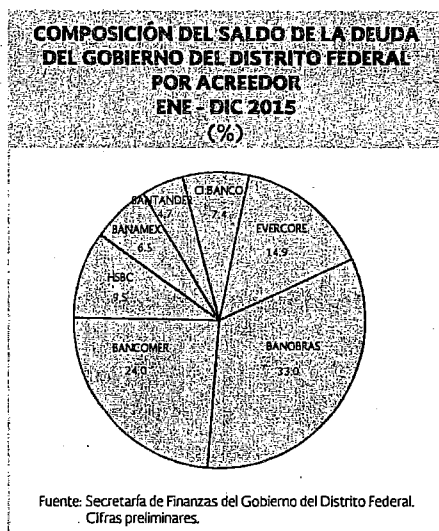 COMPOSICIÓN DEL SALDO DE LA DEUDA
DEL GOBIERNO DEL DISTRITO FEDERAL
POR ACREEDOR
ENE - DIC 2015
(%)
CI BANCO
7.4
SANTANDER
4.7
BANAMEX
6.5
EVERCORE
14.9
HSBC
9.5
BANCOMER
24.0
BANOBRAS
33.0
Fuente: Secretaría de Finanzas del Gobierno del Distrito Federal.
Cifras preliminares.